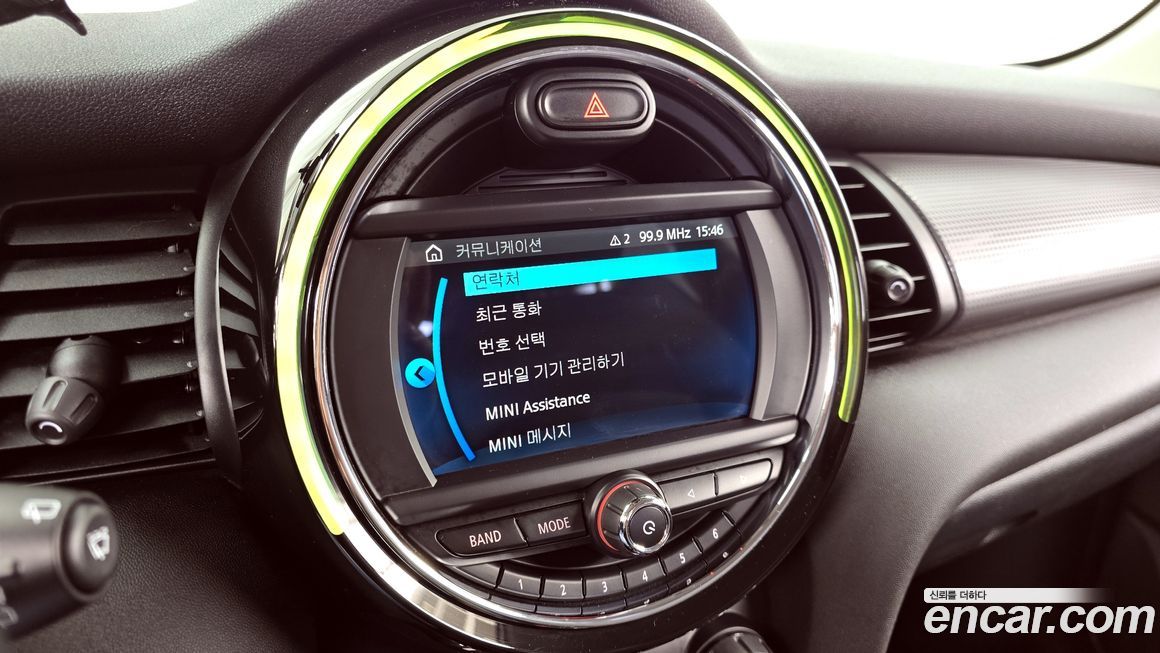 커뮤니케이션 2 99.9 MHz 15:46
연락처
최근 통화
번호 선택
모바일 기기 관리하기
MINI Assistance
MINI 메시지
BAND MODE
1 2 3 4 5 6
신뢰를 더하다
encar.com